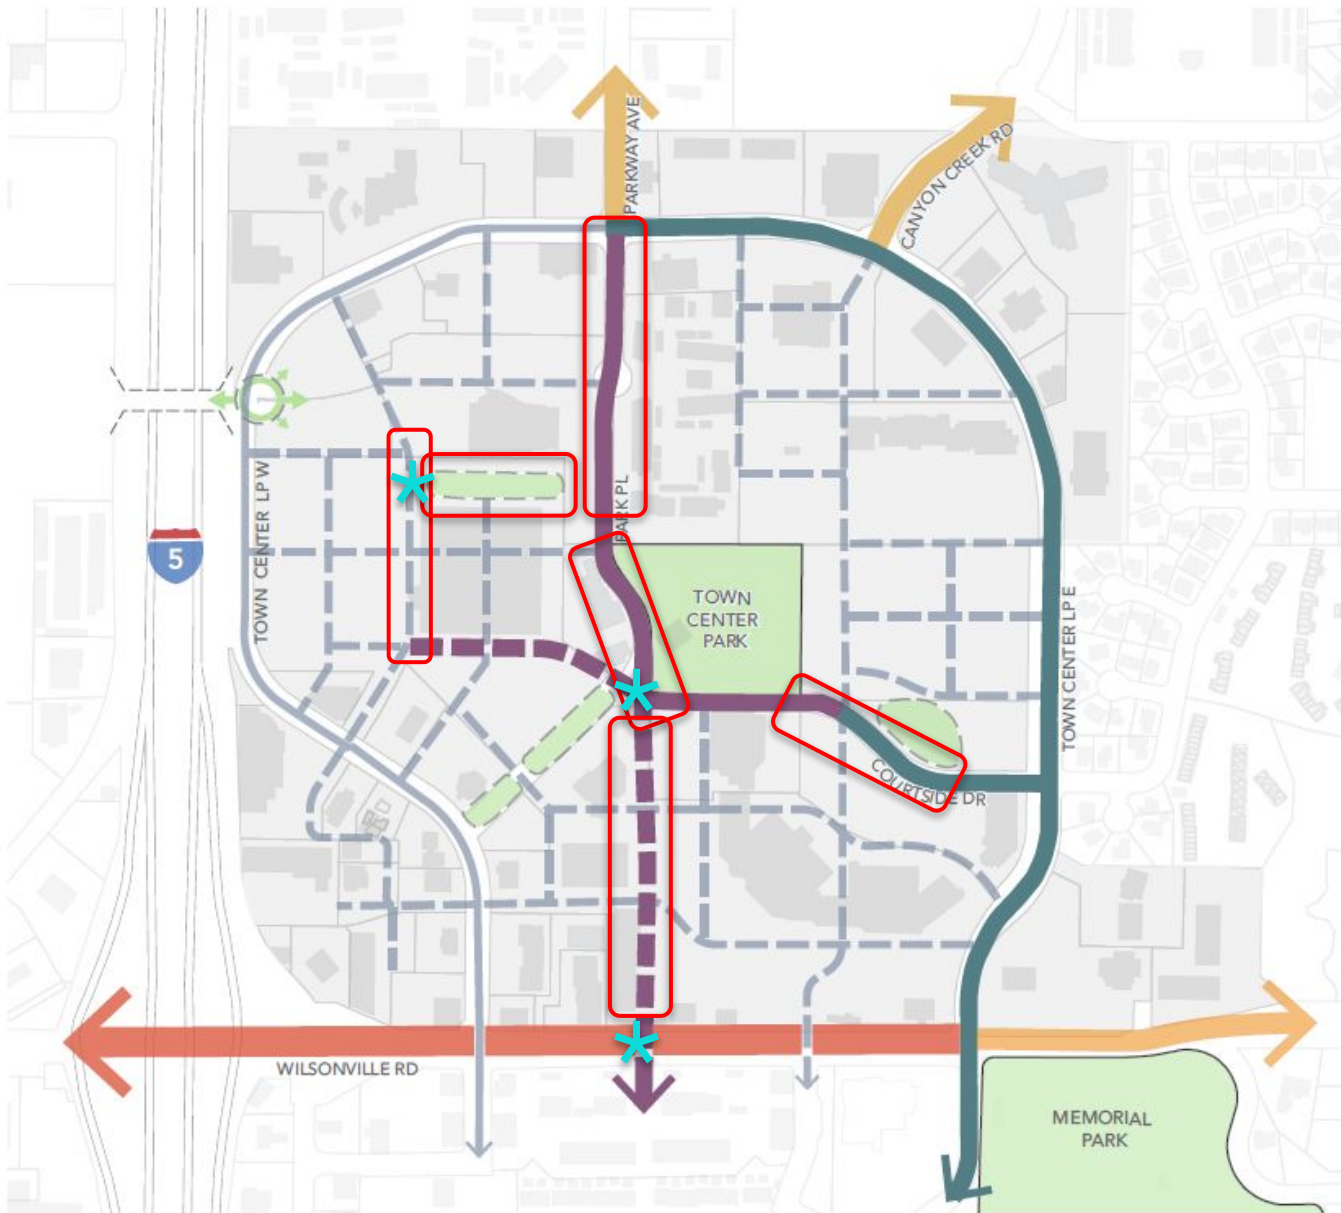 PARKWAY AVE
CANYON CREEK RD
TOWN CENTER LP W
PARK PL
5
TOWN
CENTER
PARK
TOWN CENTER LP E
COURTSIDE DR
WILSONVILLE RD
MEMORIAL
PARK